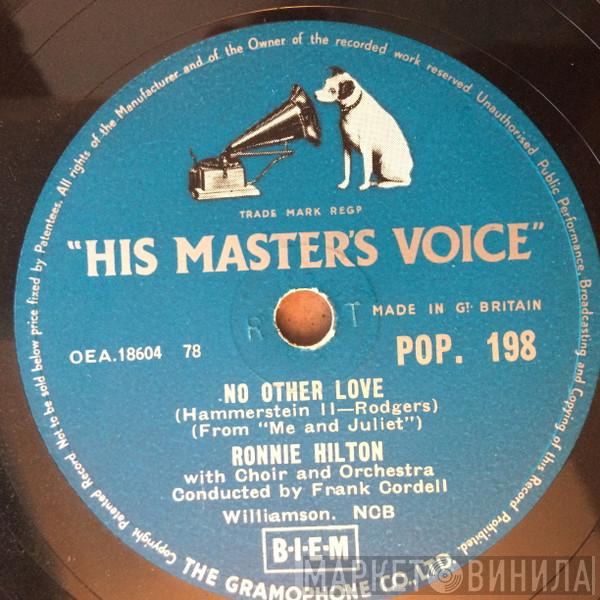 Copyright Patented Record Not to be sold below price fixed by Patentees. All rights of the Manufacturer and of the Owner of the recorded work reserved. Unauthorised Public Performance, Broadcasting and Copying of this Record Prohibited.
TRADE MARK REGD
"HIS MASTER'S VOICE"
R T
MADE IN GT. BRITAIN
OEA.18604 78
POP. 198
NO OTHER LOVE
(Hammerstein II—Rodgers)
(From "Me and Juliet")
RONNIE HILTON
with Choir and Orchestra
Conducted by Frank Cordell
Williamson. NCB
B·I·E·M
THE GRAMOPHONE CO.,
МАРКЕТ ВИНИЛА